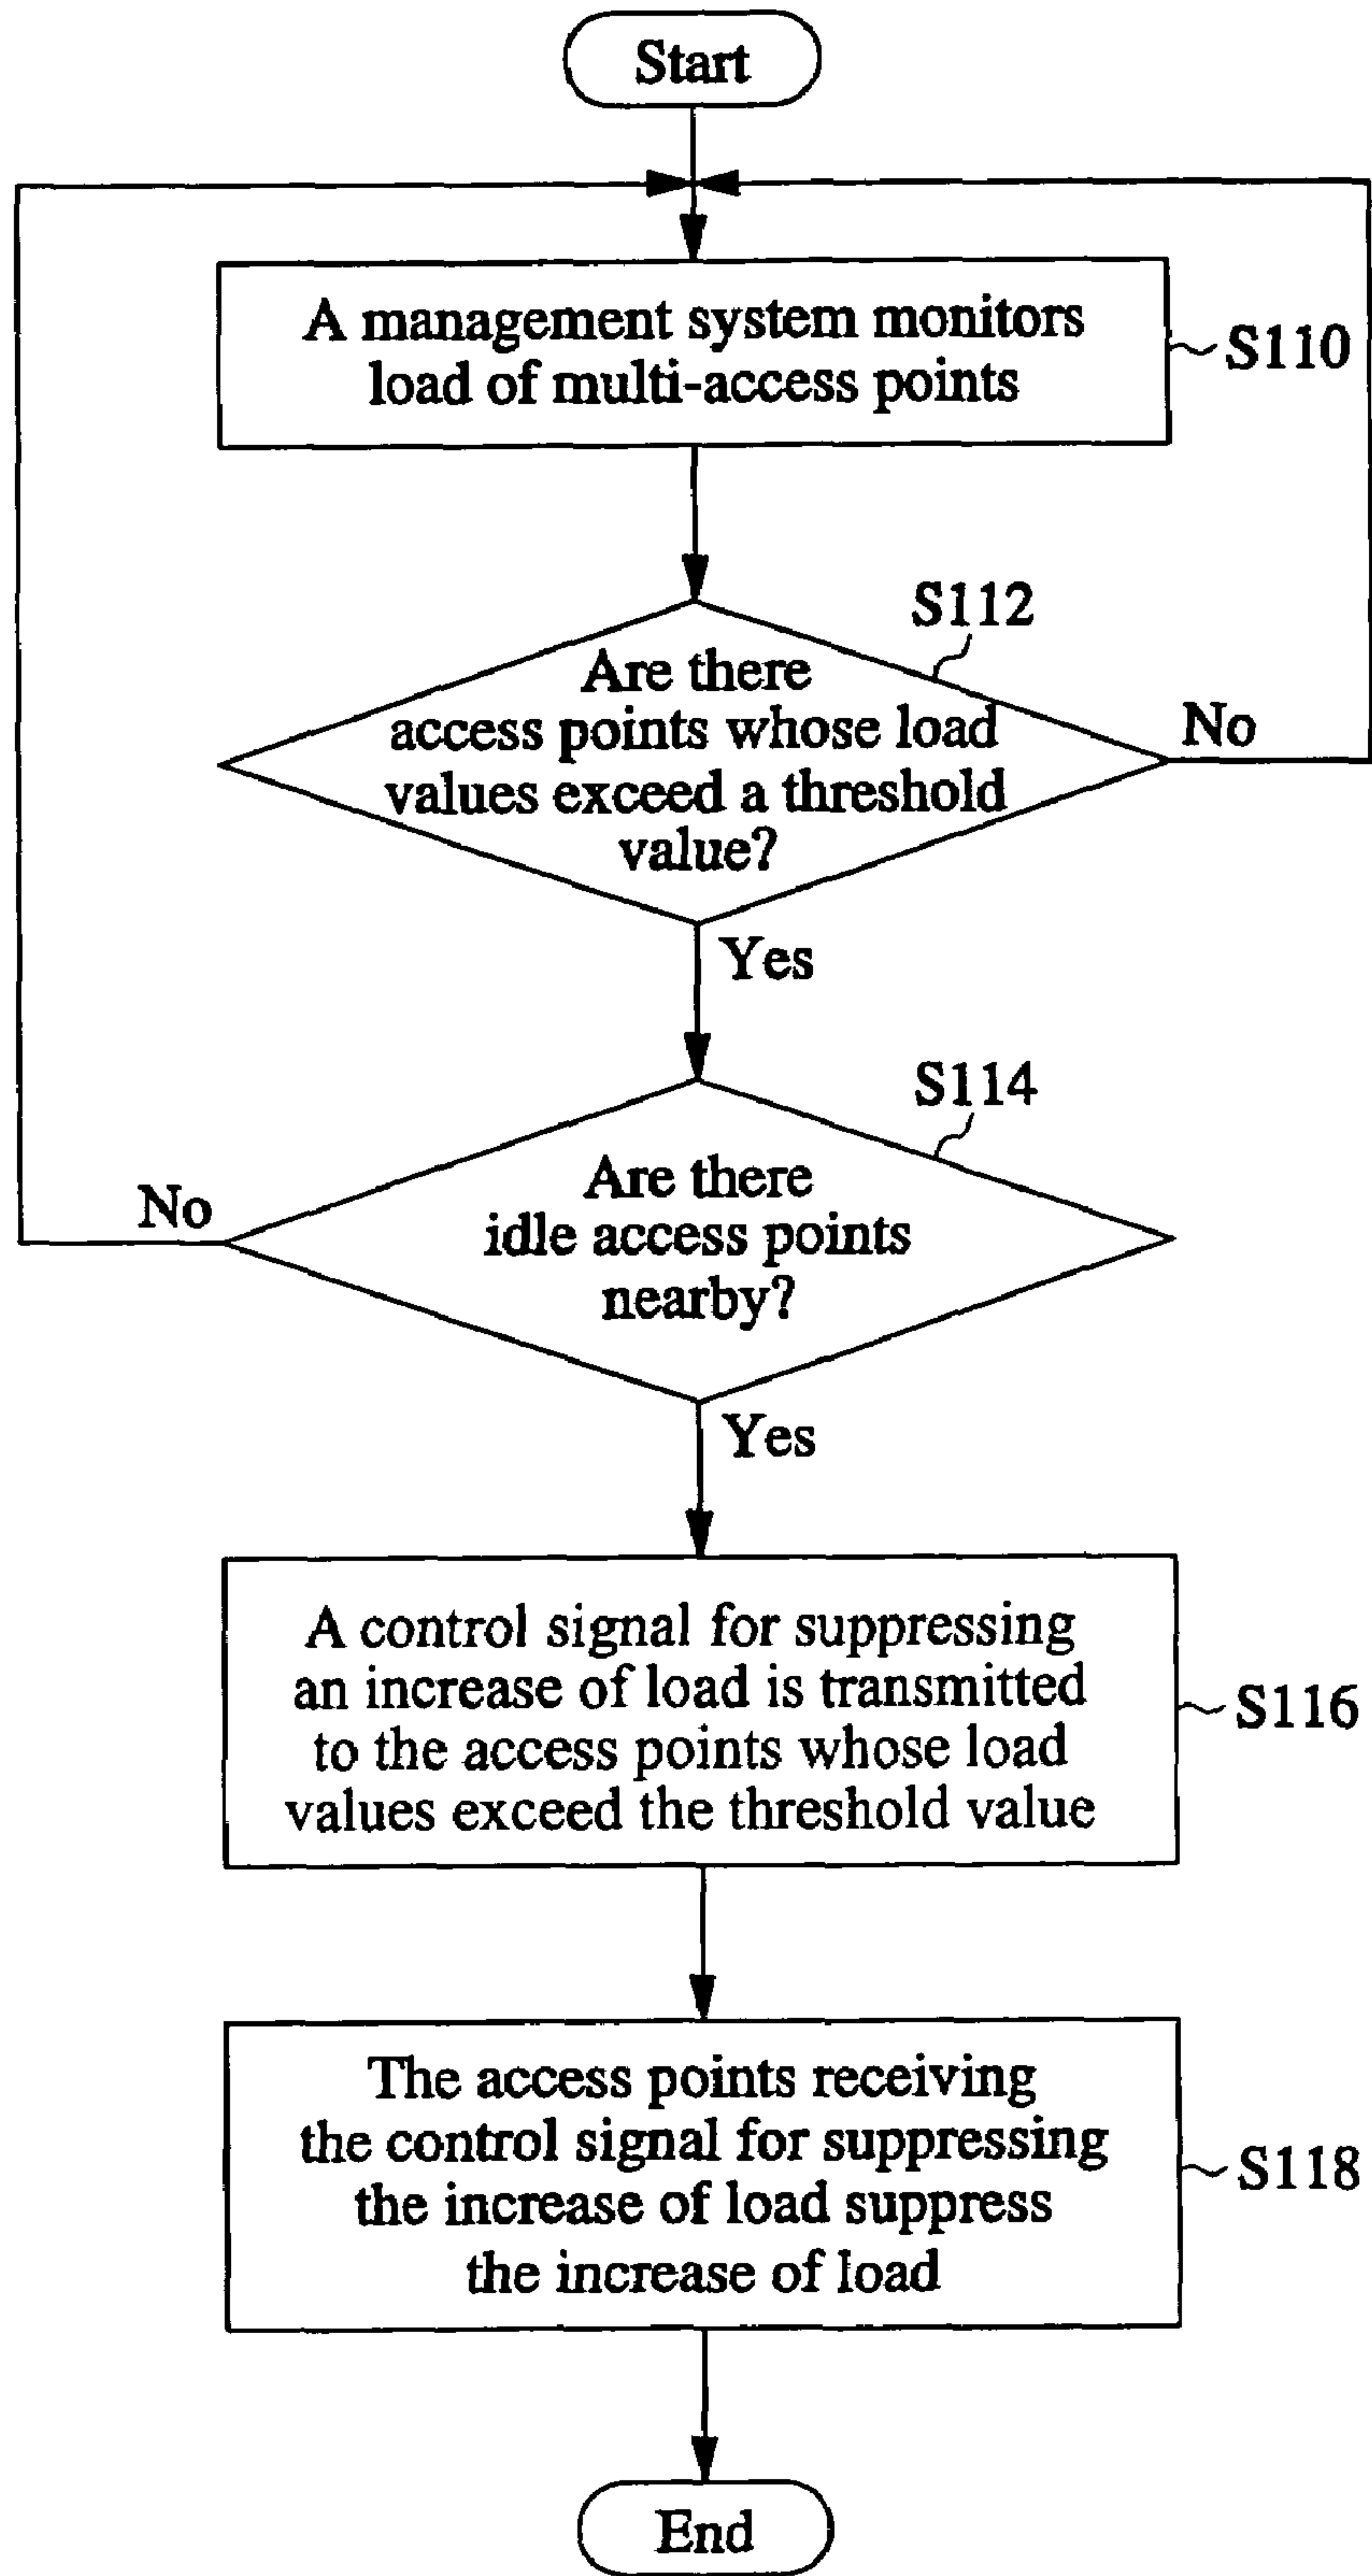 Start
A management system monitors
load of multi-access points
S110
S112
Are there
access points whose load
values exceed a threshold
value?
No
Yes
S114
Are there
idle access points
nearby?
No
Yes
A control signal for suppressing
an increase of load is transmitted
to the access points whose load
values exceed the threshold value
S116
The access points receiving
the control signal for suppressing
the increase of load suppress
the increase of load
S118
End